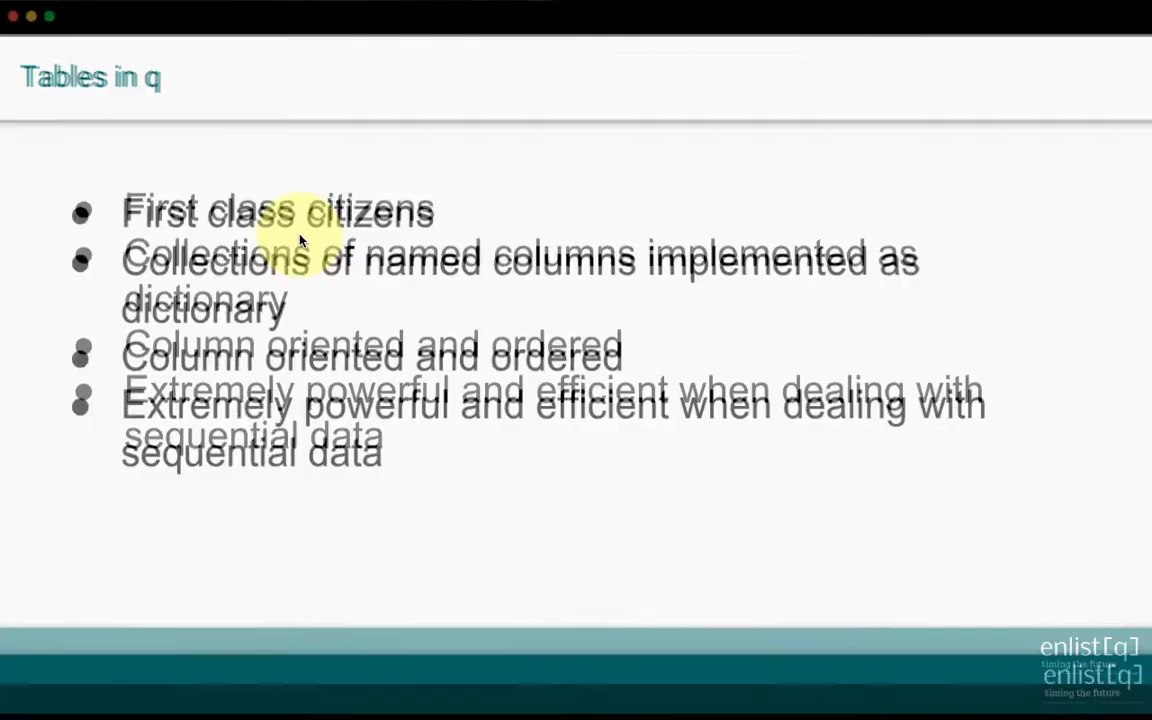 Tables in q
First class citizens
Collections of named columns implemented as
dictionary
Column oriented and ordered
Extremely powerful and efficient when dealing with
sequential data
enlist[q]
timing the future
enlist[q]
timing the future